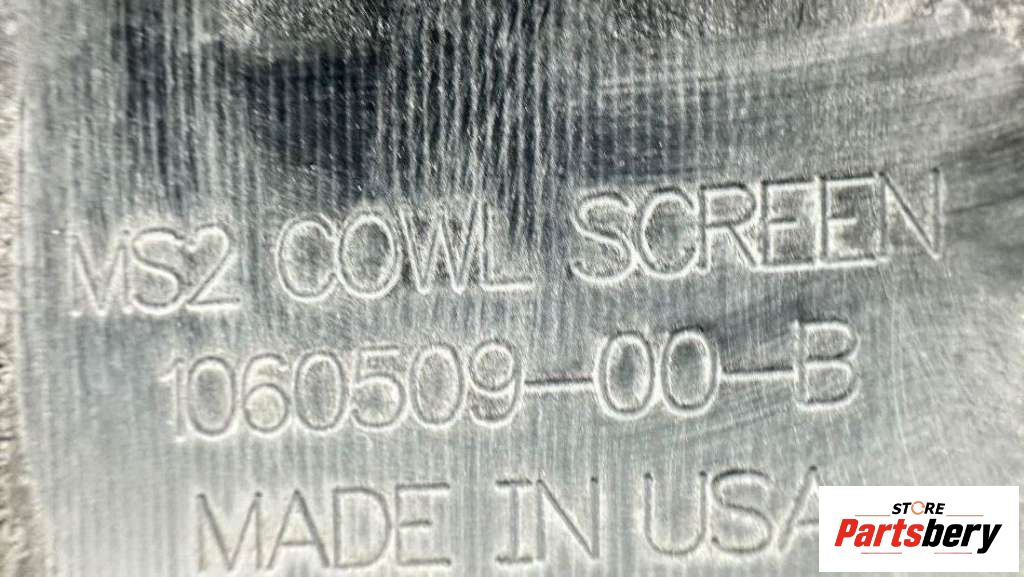 MS2 COWL SCREEN
1060509-00-B
MADE IN USA
STORE
Partsbery